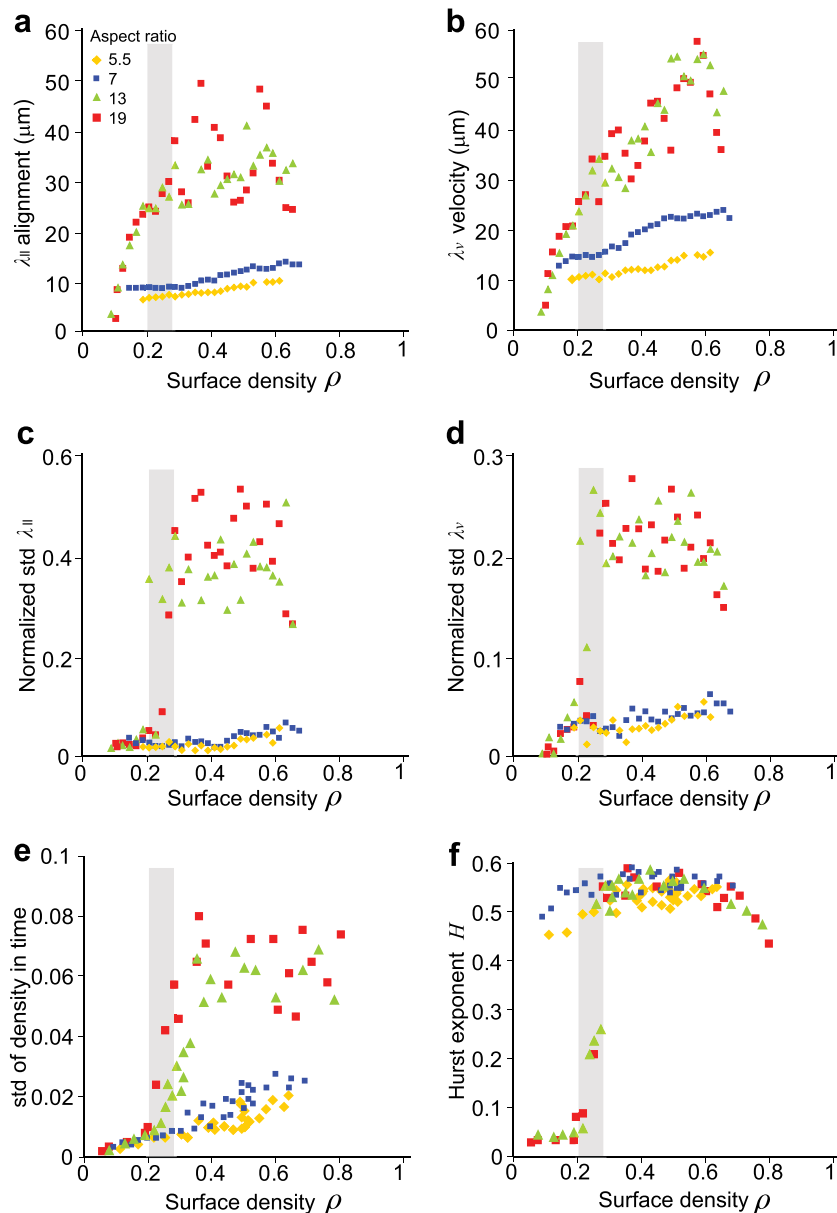 a
Aspect ratio
5.5
7
13
19
60
50
40
30
20
10
0
λ|| alignment (μm)
0 0.2 0.4 0.6 0.8 1
Surface density ρ
b
60
50
40
30
20
10
0
λv velocity (μm)
0 0.2 0.4 0.6 0.8 1
Surface density ρ
c
0.6
0.4
0.2
0
Normalized std λ||
0 0.2 0.4 0.6 0.8 1
Surface density ρ
d
0.3
0.2
0.1
0
Normalized std λv
0 0.2 0.4 0.6 0.8 1
Surface density ρ
e
0.1
0.08
0.06
0.04
0.02
0
std of density in time
0 0.2 0.4 0.6 0.8 1
Surface density ρ
f
0.6
0.5
0.2
0.3
0.2
0.1
0
Hurst exponent H
0 0.2 0.4 0.6 0.8 1
Surface density ρ